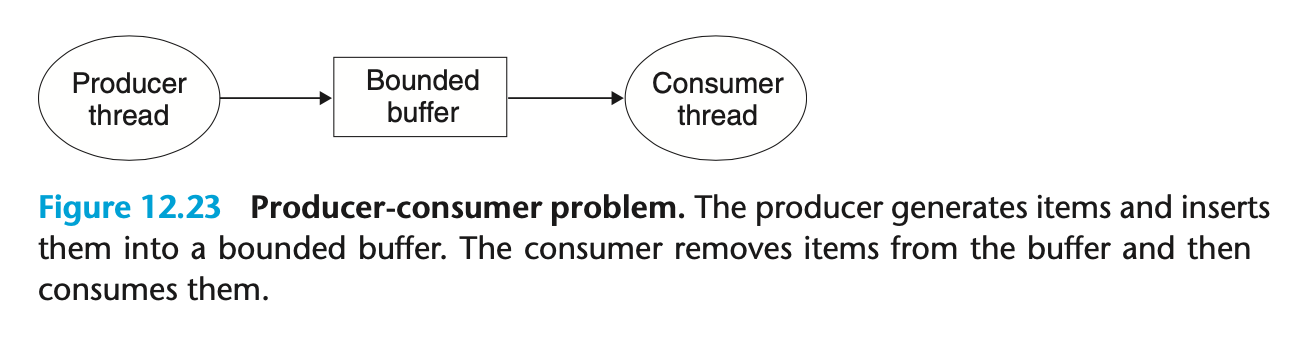 Producer
thread
Bounded
buffer
Consumer
thread
Figure 12.23 Producer-consumer problem. The producer generates items and inserts
them into a bounded buffer. The consumer removes items from the buffer and then
consumes them.